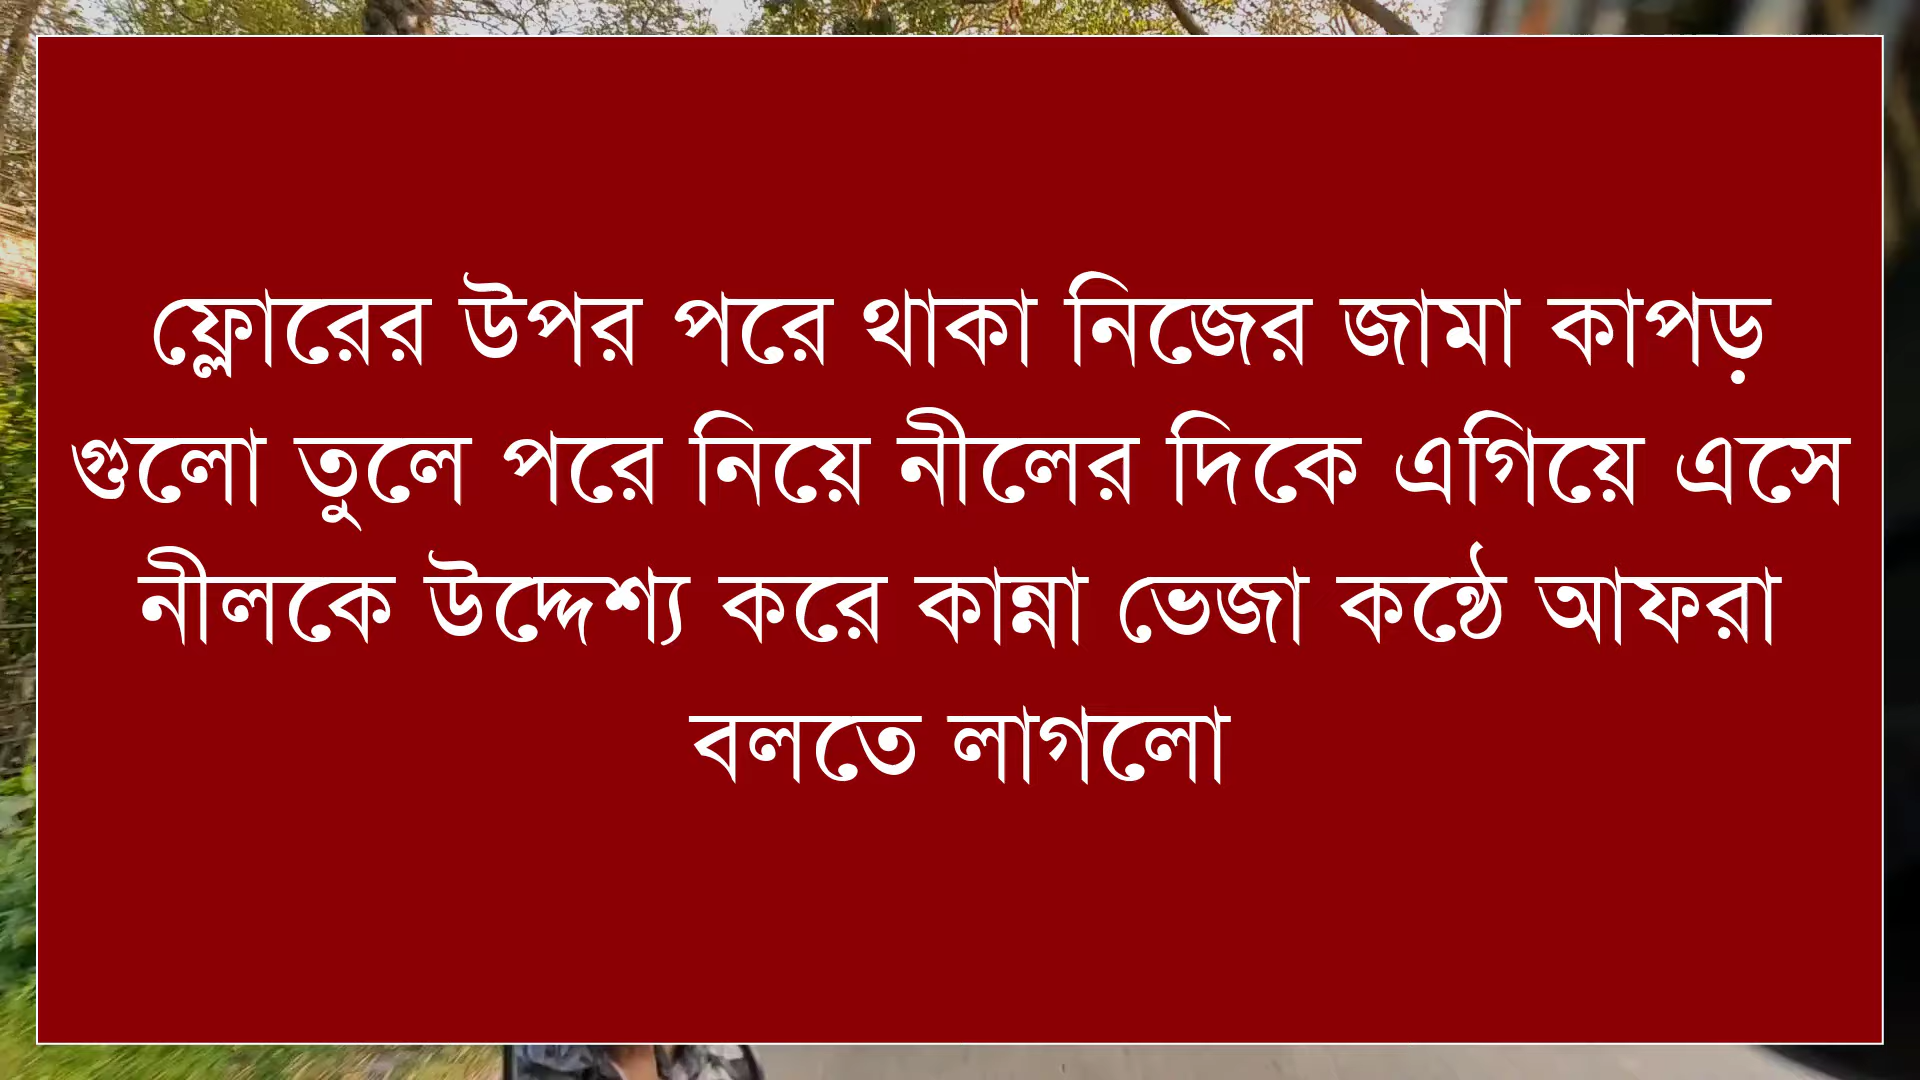 ফ্লোরের উপর পরে থাকা নিজের জামা কাপড়
গুলো তুলে পরে নিয়ে নীলের দিকে এগিয়ে এসে
নীলকে উদ্দেশ্য করে কান্না ভেজা কন্ঠে আফরা
বলতে লাগলো